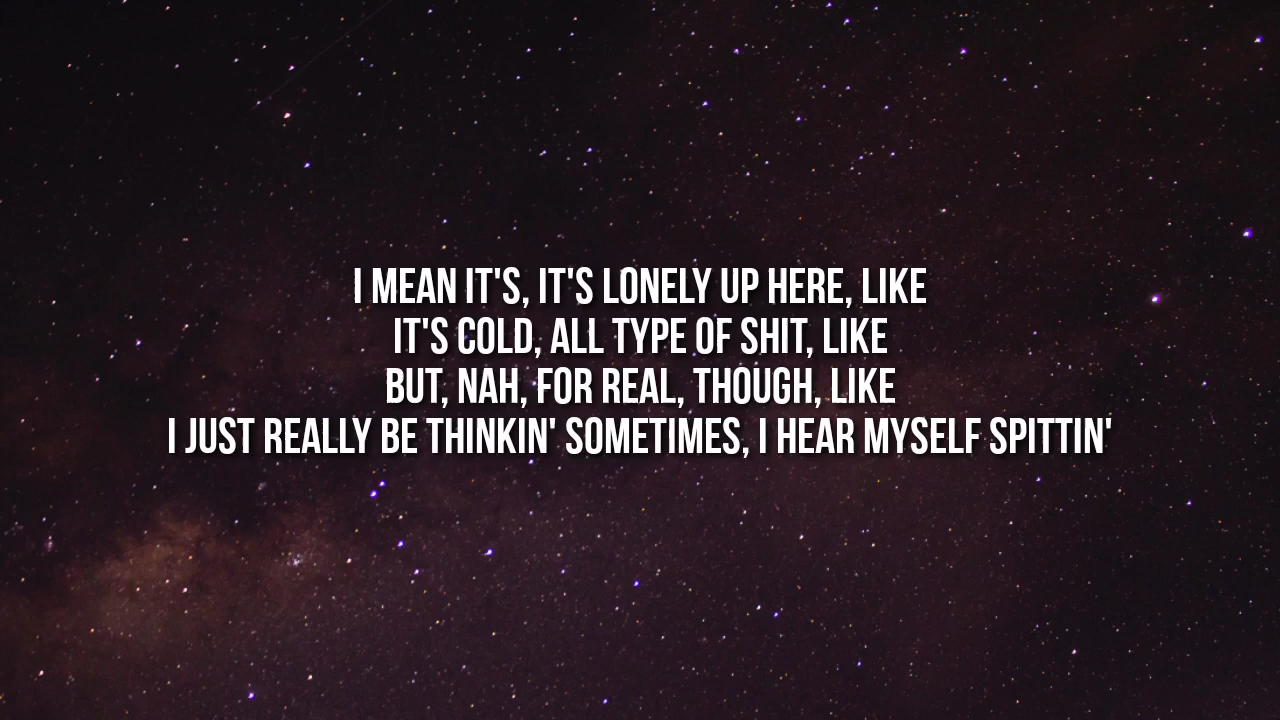 I MEAN IT'S, IT'S LONELY UP HERE, LIKE
IT'S COLD, ALL TYPE OF SHIT, LIKE
BUT, NAH, FOR REAL, THOUGH, LIKE
I JUST REALLY BE THINKIN' SOMETIMES, I HEAR MYSELF SPITTIN'